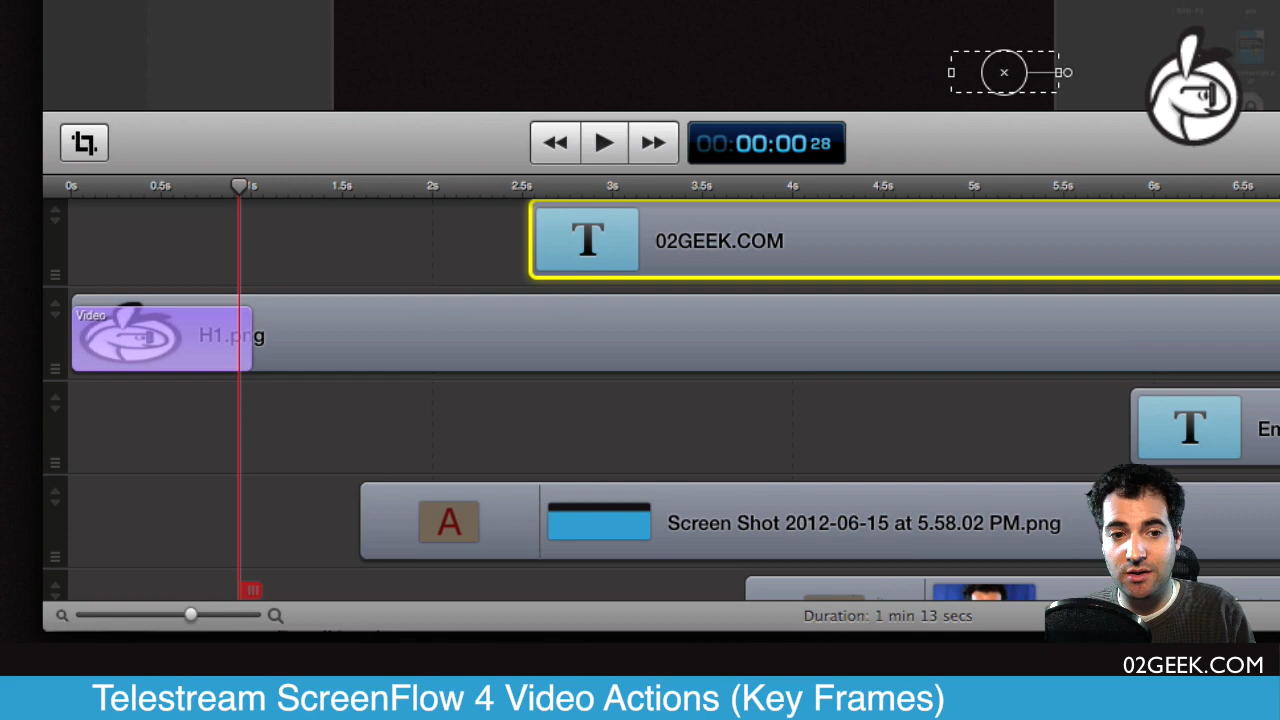 00:00:00 28
0s 0.5s 1s 1.5s 2s 2.5s 3s 3.5s 4s 4.5s 5s 5.5s 6s 6.5s
T 02GEEK.COM
Video
H1.png
T En
A Screen Shot 2012-06-15 at 5.58.02 PM.png
Duration: 1 min 13 secs
02GEEK.COM
Telestream ScreenFlow 4 Video Actions (Key Frames)